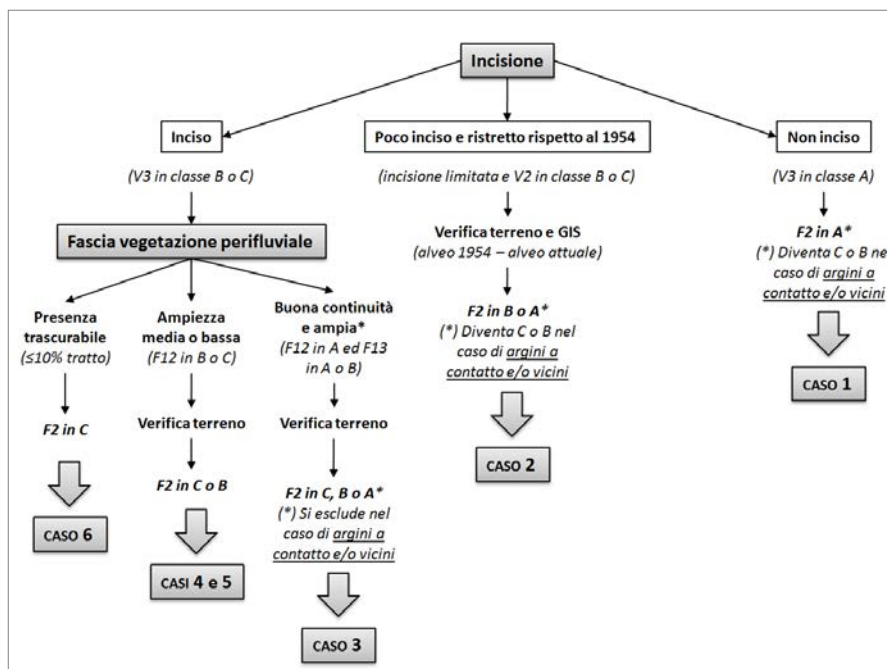 Incisione
Inciso
Poco inciso e ristretto rispetto al 1954
Non inciso
(V3 in classe B o C)
(incisione limitata e V2 in classe B o C)
(V3 in classe A)
Fascia vegetazione perifluviale
Verifica terreno e GIS
(alveo 1954 – alveo attuale)
F2 in A*
(*) Diventa C o B nel
caso di argini a
contatto e/o vicini
CASO 1
Presenza
trascurabile
(≤10% tratto)
F2 in C
CASO 6
Ampiezza
media o bassa
(F12 in B o C)
Verifica terreno
F2 in C o B
CASI 4 e 5
Buona continuità
e ampia*
(F12 in A ed F13
in A o B)
Verifica terreno
F2 in C, B o A*
(*) Si esclude nel
caso di argini a
contatto e/o vicini
CASO 3
F2 in B o A*
(*) Diventa C o B nel
caso di argini a
contatto e/o vicini
CASO 2